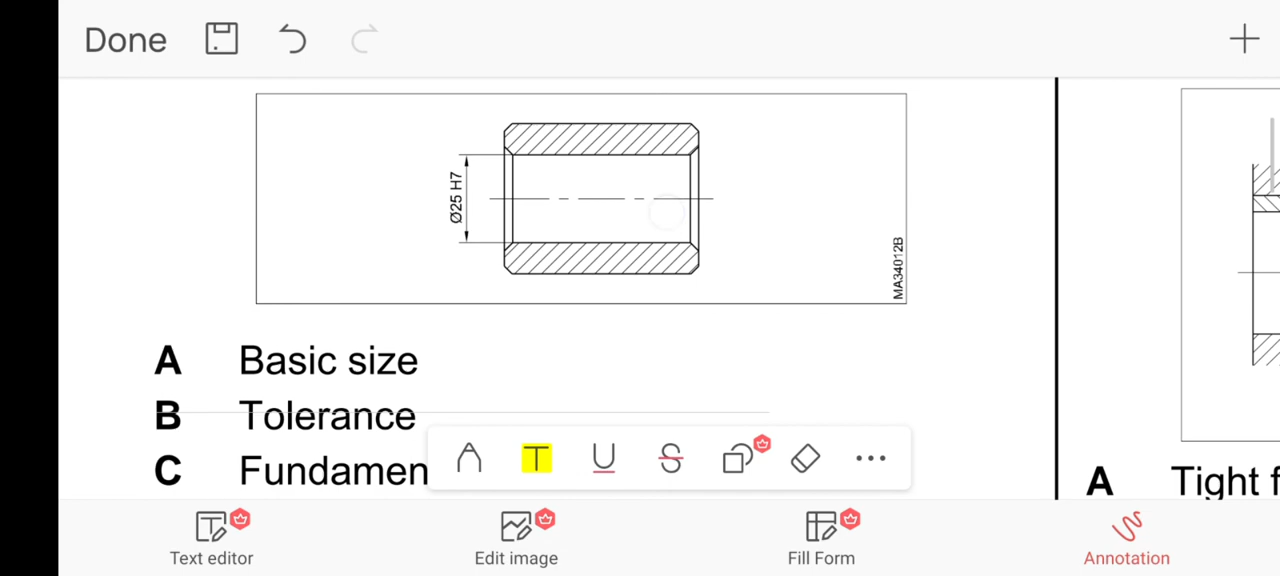 Done
Ø25 H7
MA34012B
A Basic size
B Tolerance
C Fundamen
A Tight f
T U S
Text editor
Edit image
Fill Form
Annotation